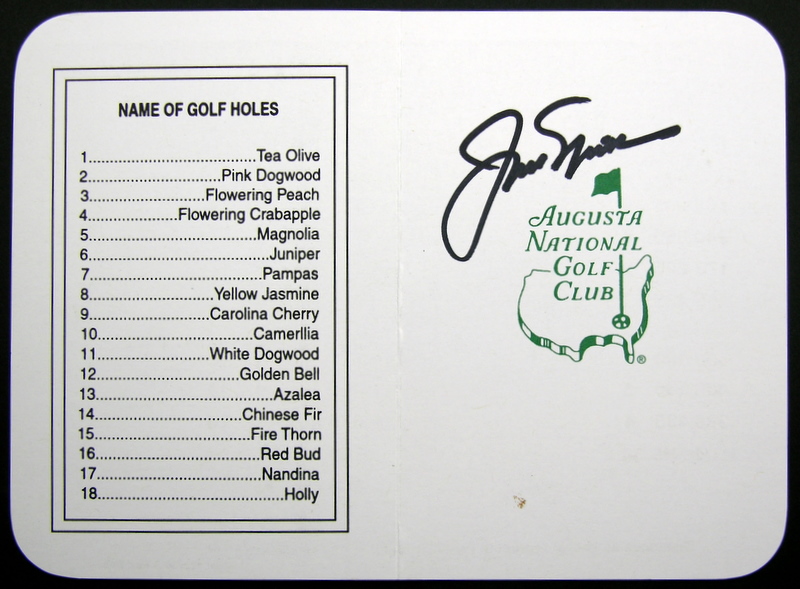 NAME OF GOLF HOLES
1..........................................Tea Olive
2.................................Pink Dogwood
3.............................Flowering Peach
4......................Flowering Crabapple
5..........................................Magnolia
6.............................................Juniper
7...........................................Pampas
8...............................Yellow Jasmine
9..............................Carolina Cherry
10.......................................Camerllia
11.............................White Dogwood
12....................................Golden Bell
13............................................Azalea
14.....................................Chinese Fir
15.......................................Fire Thorn
16.........................................Red Bud
17.........................................Nandina
18...............................................Holly
AUGUSTA
NATIONAL
GOLF
CLUB
®